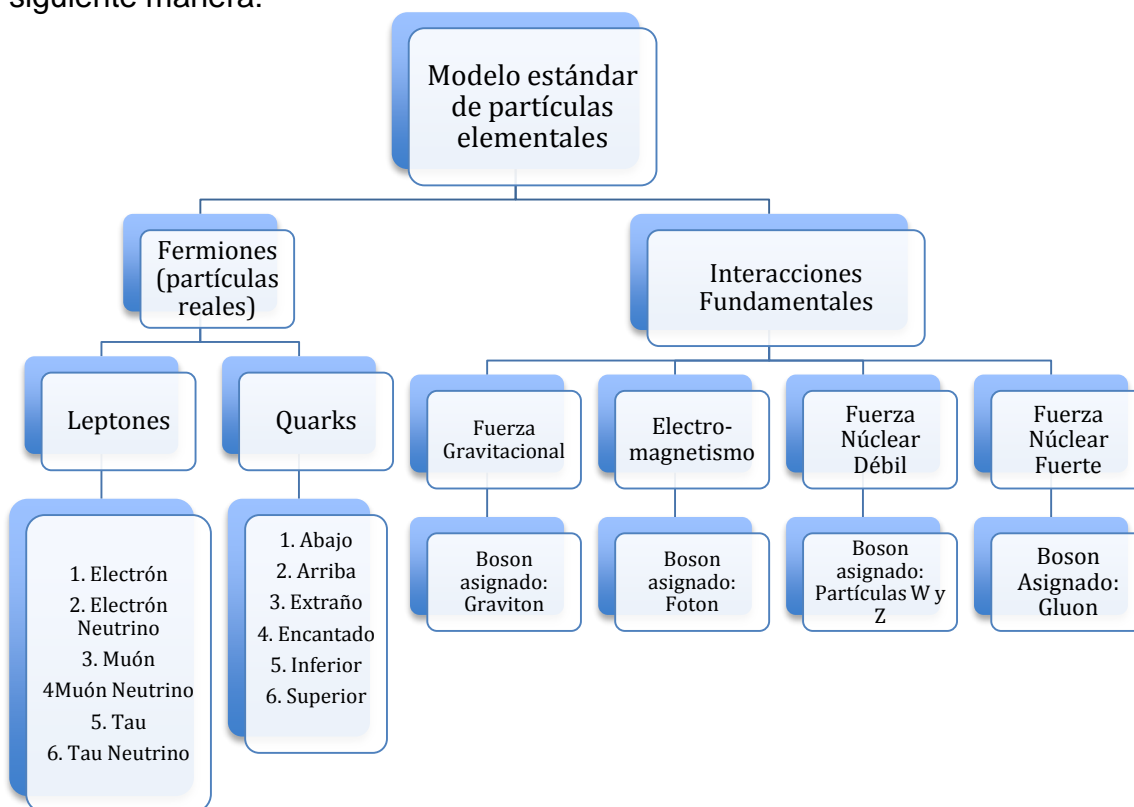 siguiente manera:
Modelo estándar
de partículas
elementales
Fermiones
(partículas
reales)
Interacciones
Fundamentales
Leptones
Quarks
Fuerza
Gravitacional
Electro-
magnetismo
Fuerza
Núclear
Débil
Fuerza
Núclear
Fuerte
1. Electrón
2. Electrón
Neutrino
3. Muón
4Muón Neutrino
5. Tau
6. Tau Neutrino
1. Abajo
2. Arriba
3. Extraño
4. Encantado
5. Inferior
6. Superior
Boson
asignado:
Graviton
Boson
asignado:
Foton
Boson
asignado:
Partículas W y
Z
Boson
Asignado:
Gluon